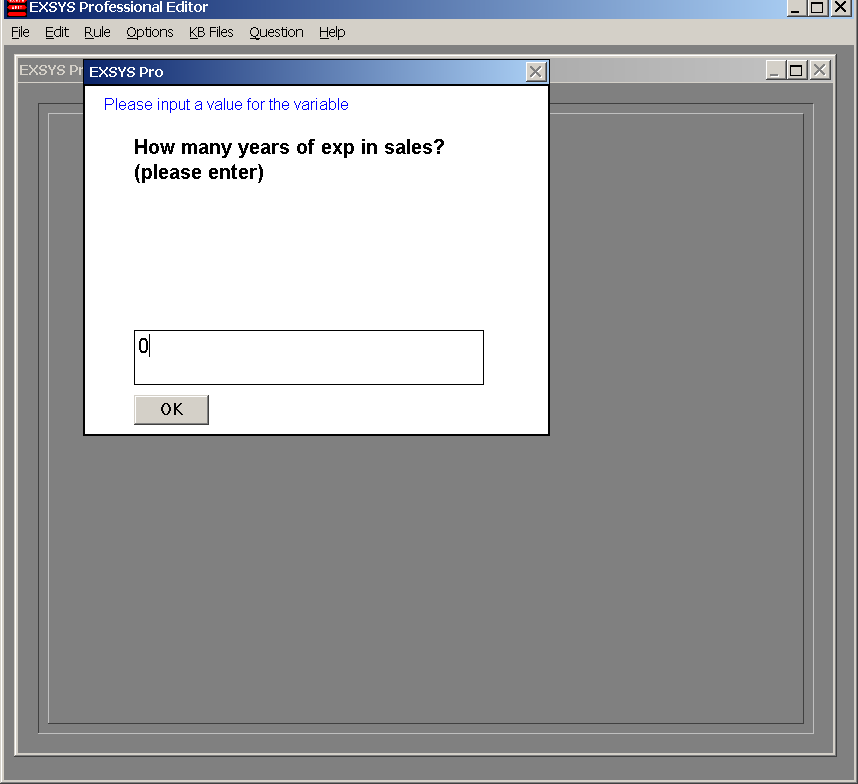 EXSYS Professional Editor
File Edit Rule Options KB Files Question Help
EXSYS Pr
EXSYS Pro
Please input a value for the variable
How many years of exp in sales?
(please enter)
0
OK